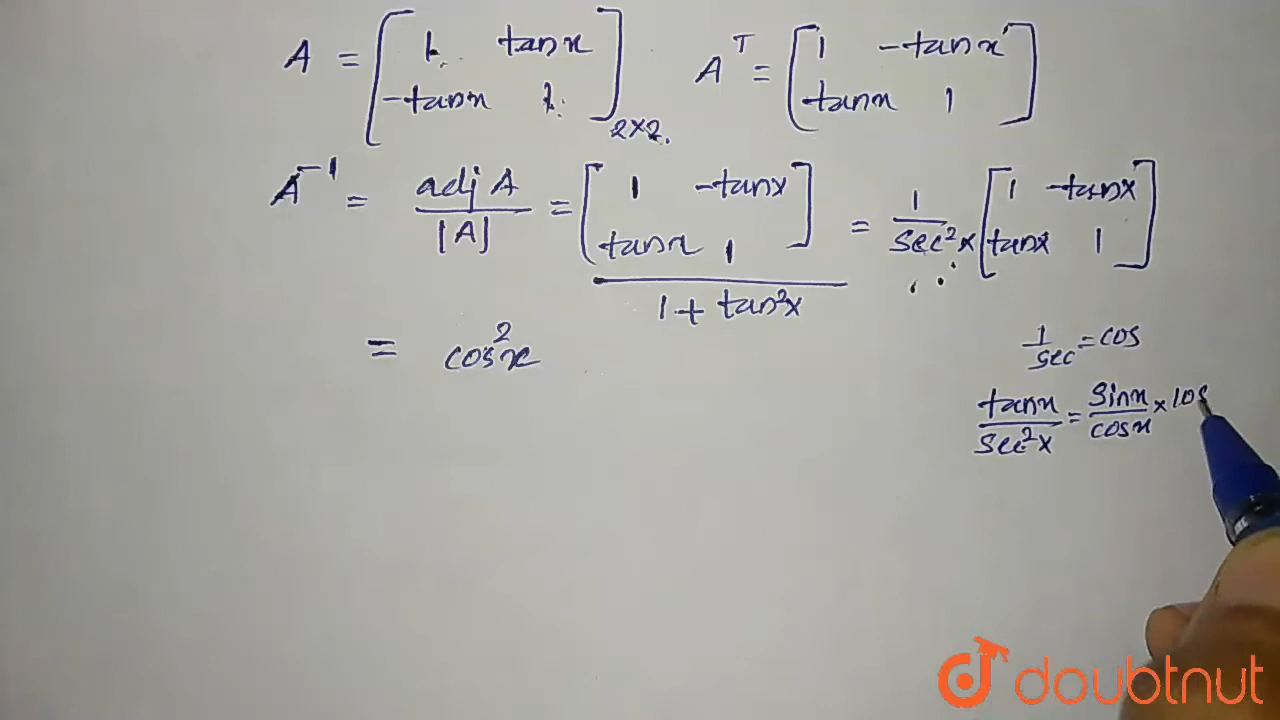 A = [ 1 tanx ; -tanx 1 ]2×2. A^T = [ 1 -tanx ; tanx 1 ]
A^-1 = adj A / |A| = [ 1 -tanx ; tanx 1 ] / 1 + tan²x = 1/sec²x [ 1 -tanx ; tanx 1 ]
= cos²x
1/sec = cos
tanx/sec²x = sinx/cosx × cos
doubtnut